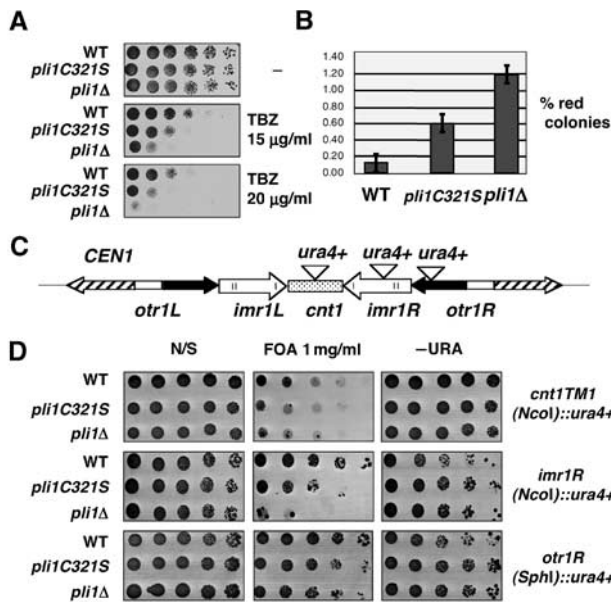 A
WT
pli1C321S
pli1Δ
–
WT
pli1C321S
pli1Δ
TBZ
15 μg/ml
WT
pli1C321S
pli1Δ
TBZ
20 μg/ml
B
1.40
1.20
1.00
0.80
0.60
0.40
0.20
0.00
WT
pli1C321S
pli1Δ
% red
colonies
C
CEN1
ura4+
ura4+
ura4+
otr1L
imr1L
cnt1
imr1R
otr1R
D
N/S
FOA 1 mg/ml
–URA
WT
pli1C321S
pli1Δ
cnt1TM1
(NcoI)::ura4+
WT
pli1C321S
pli1Δ
imr1R
(NcoI)::ura4+
WT
pli1C321S
pli1Δ
otr1R
(SphI)::ura4+